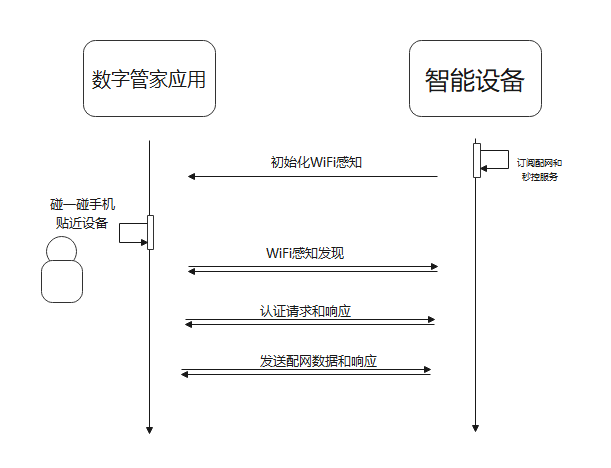 数字管家应用
智能设备
初始化WiFi感知
订阅配网和
秒控服务
碰一碰手机
贴近设备
WiFi感知发现
认证请求和响应
发送配网数据和响应